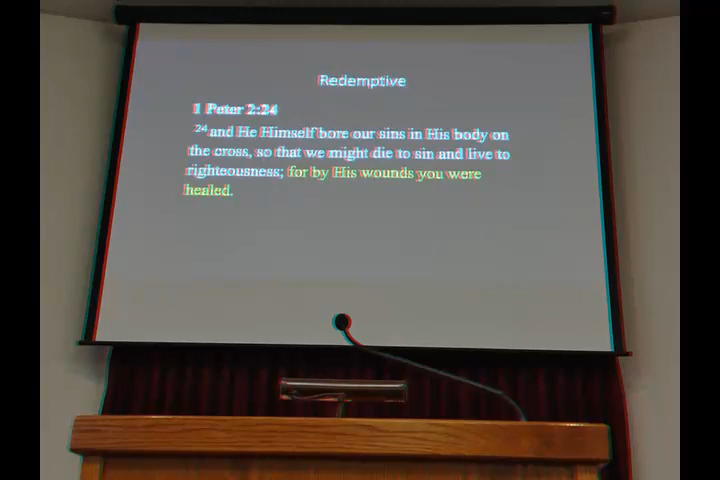 Redemptive
1 Peter 2:24
24 and He Himself bore our sins in His body on
the cross, so that we might die to sin and live to
righteousness; for by His wounds you were
healed.